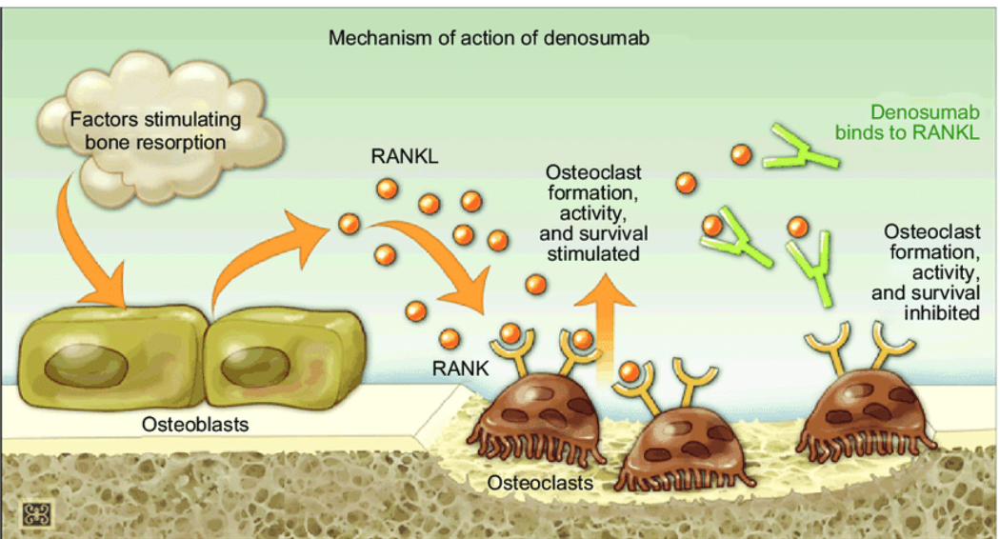 Mechanism of action of denosumab
Factors stimulating
bone resorption
RANKL
Osteoclast
formation,
activity,
and survival
stimulated
Denosumab
binds to RANKL
Osteoclast
formation,
activity,
and survival
inhibited
RANK
Osteoblasts
Osteoclasts